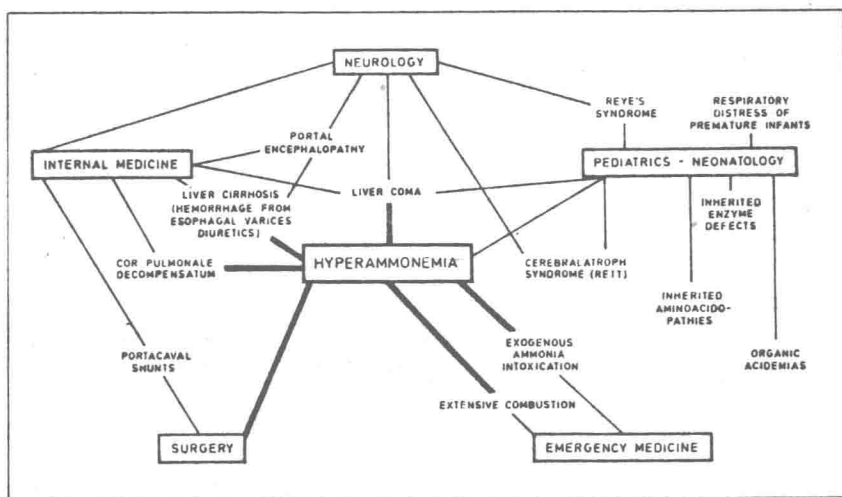 NEUROLOGY
REYE'S
SYNDROME
RESPIRATORY
DISTRESS OF
PREMATURE INFANTS
PORTAL
ENCEPHALOPATHY
INTERNAL MEDICINE
PEDIATRICS - NEONATOLOGY
LIVER CIRRHOSIS
(HEMORRHAGE FROM
ESOPHAGAL VARICES
DIURETICS)
LIVER COMA
INHERITED
ENZYME
DEFECTS
COR PULMONALE
DECOMPENSATUM
HYPERAMMONEMIA
CEREBRALATROPH
SYNDROME (REIT)
INHERITED
AMINOACIDO-
PATHIES
PORTACAVAL
SHUNTS
EXOGENOUS
AMMONIA
INTOXICATION
ORGANIC
ACIDEMIAS
EXTENSIVE COMBUSTION
SURGERY
EMERGENCY MEDICINE